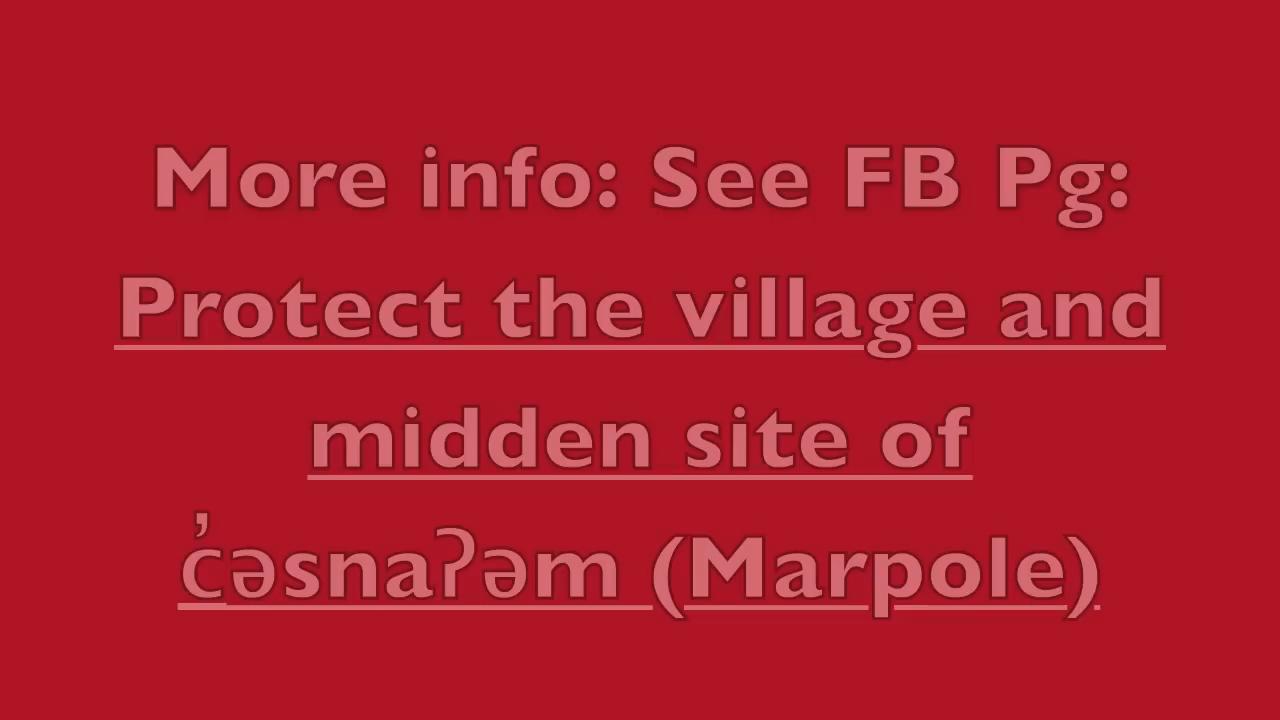 More info: See FB Pg:
Protect the village and
midden site of
c̓əsnaʔəm (Marpole)